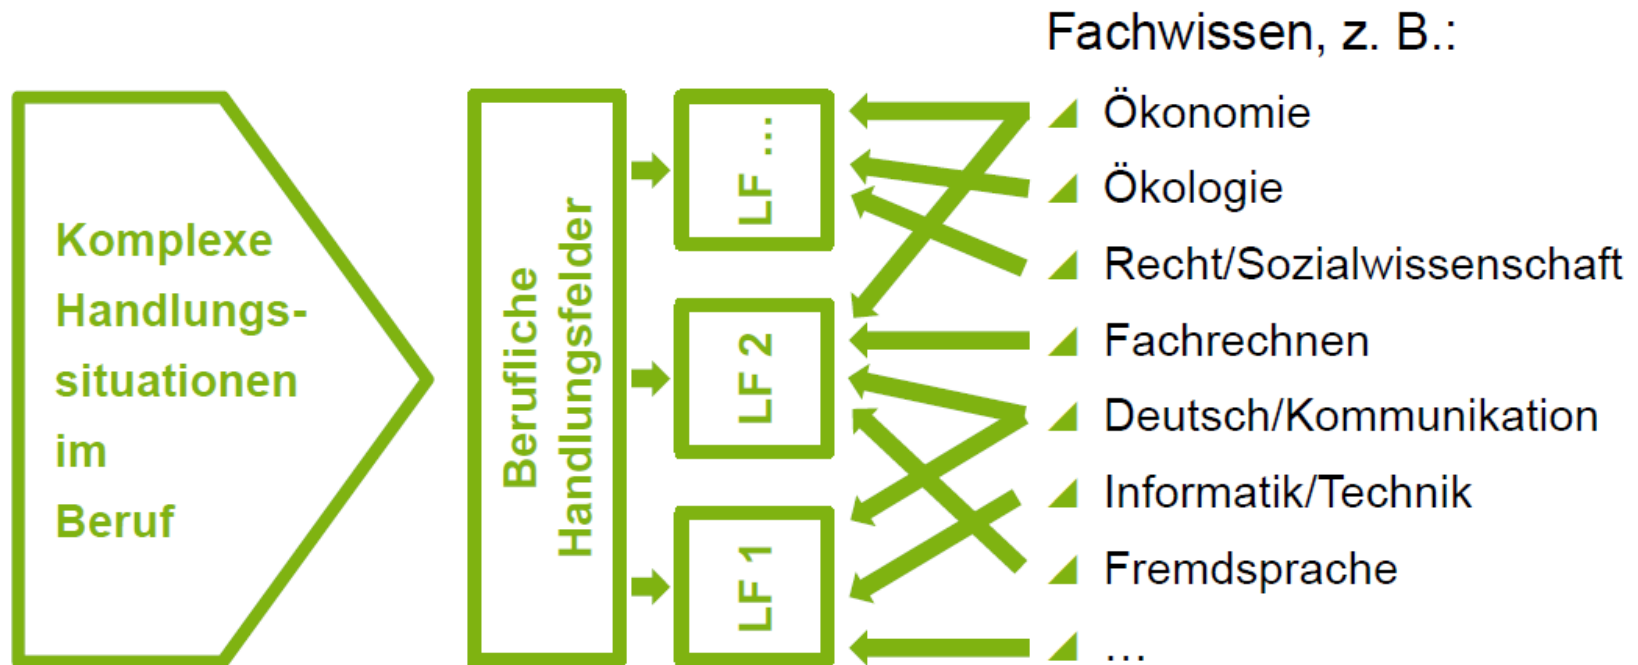 Fachwissen, z. B.:
Komplexe
Handlungs-
situationen
im
Beruf
Berufliche
Handlungsfelder
LF ...
LF 2
LF 1
Ökonomie
Ökologie
Recht/Sozialwissenschaft
Fachrechnen
Deutsch/Kommunikation
Informatik/Technik
Fremdsprache
...